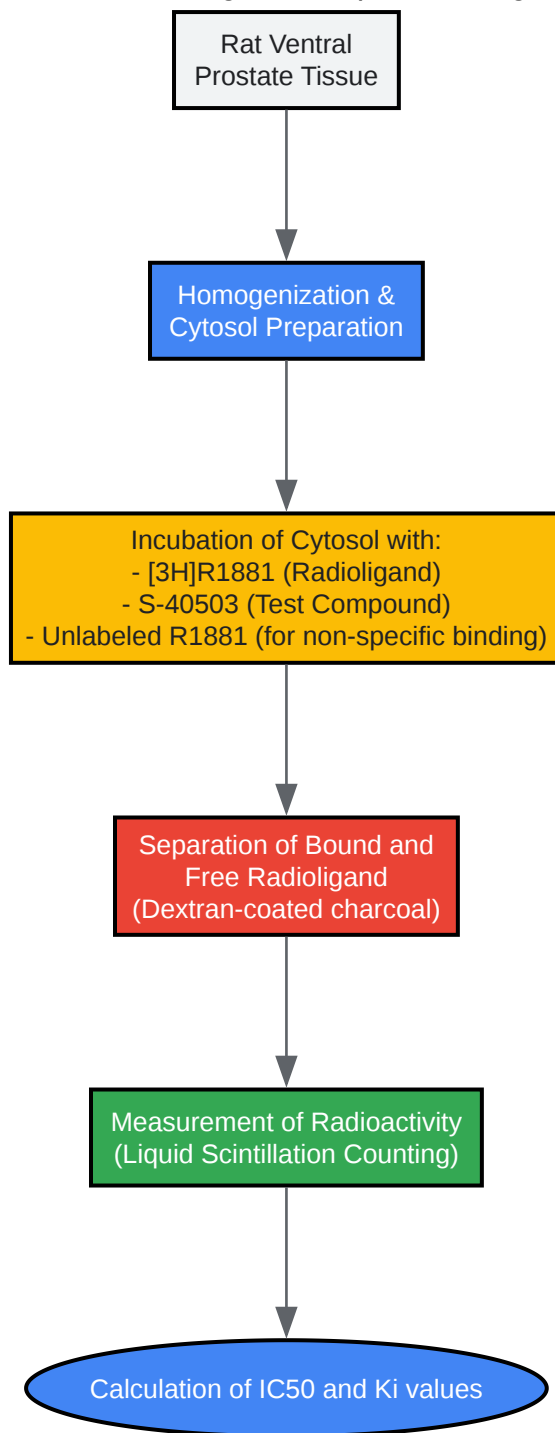 Rat Ventral
Prostate Tissue
Homogenization &
Cytosol Preparation
Incubation of Cytosol with:
- [3H]R1881 (Radioligand)
- S-40503 (Test Compound)
- Unlabeled R1881 (for non-specific binding)
Separation of Bound and
Free Radioligand
(Dextran-coated charcoal)
Measurement of Radioactivity
(Liquid Scintillation Counting)
Calculation of IC50 and Ki values